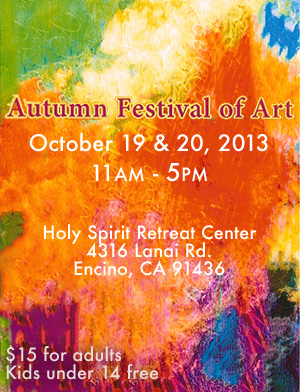 Autumn Festival of Art
October 19 & 20, 2013
11AM - 5PM
Holy Spirit Retreat Center
4316 Lanai Rd.
Encino, CA 91436
$15 for adults
Kids under 14 free